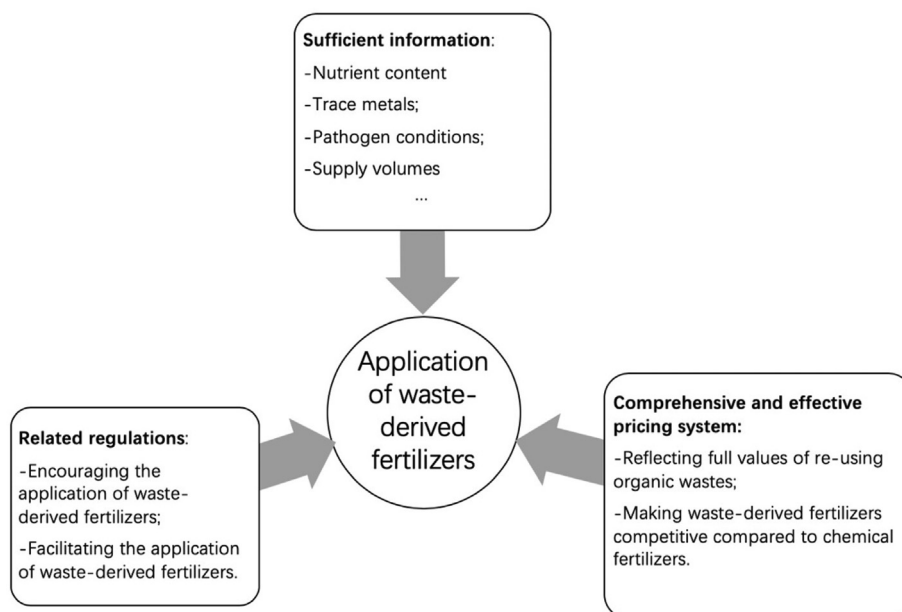 Sufficient information:
-Nutrient content
-Trace metals;
-Pathogen conditions;
-Supply volumes
...
Application
of waste-
derived
fertilizers
Related regulations:
-Encouraging the
application of waste-
derived fertilizers;
-Facilitating the application
of waste-derived fertilizers.
Comprehensive and effective
pricing system:
-Reflecting full values of re-using
organic wastes;
-Making waste-derived fertilizers
competitive compared to chemical
fertilizers.